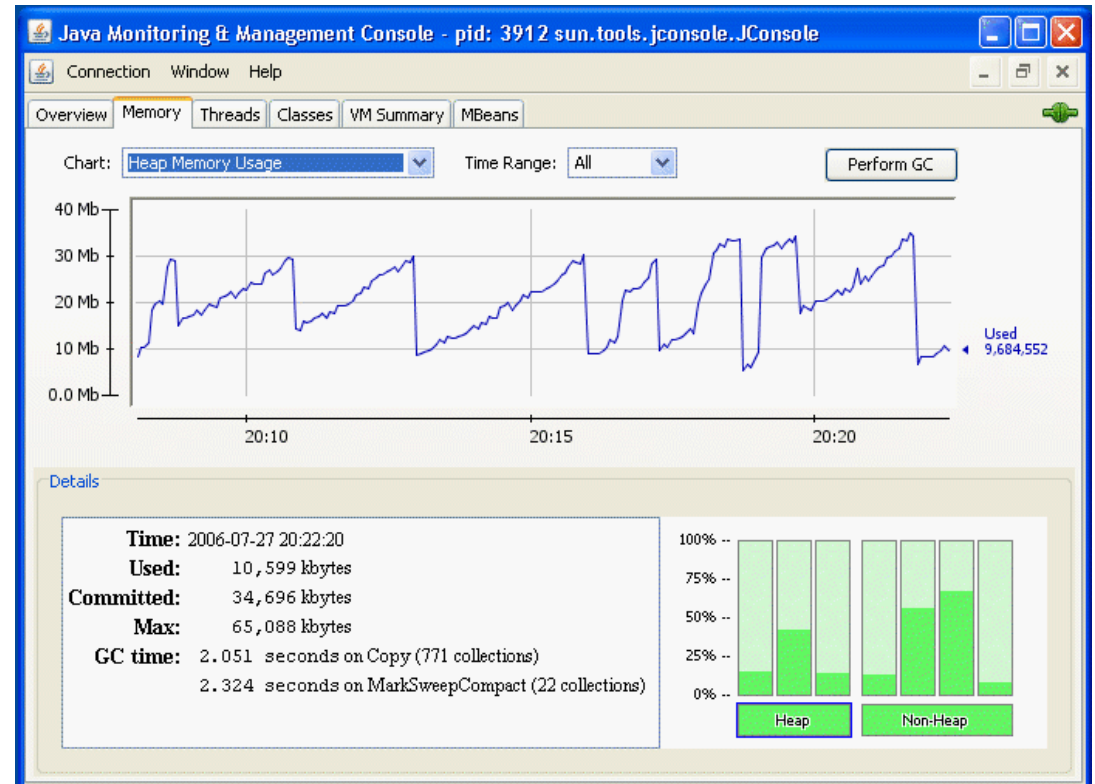 Java Monitoring & Management Console - pid: 3912 sun.tools.jconsole.JConsole
Connection Window Help
Overview Memory Threads Classes VM Summary MBeans
Chart: Heap Memory Usage Time Range: All Perform GC
40 Mb
30 Mb
20 Mb
10 Mb
0.0 Mb
Used
9,684,552
20:10 20:15 20:20
Details
Time: 2006-07-27 20:22:20
Used: 10,599 kbytes
Committed: 34,696 kbytes
Max: 65,088 kbytes
GC time: 2.051 seconds on Copy (771 collections)
2.324 seconds on MarkSweepCompact (22 collections)
100% --
75% --
50% --
25% --
0% --
Heap Non-Heap